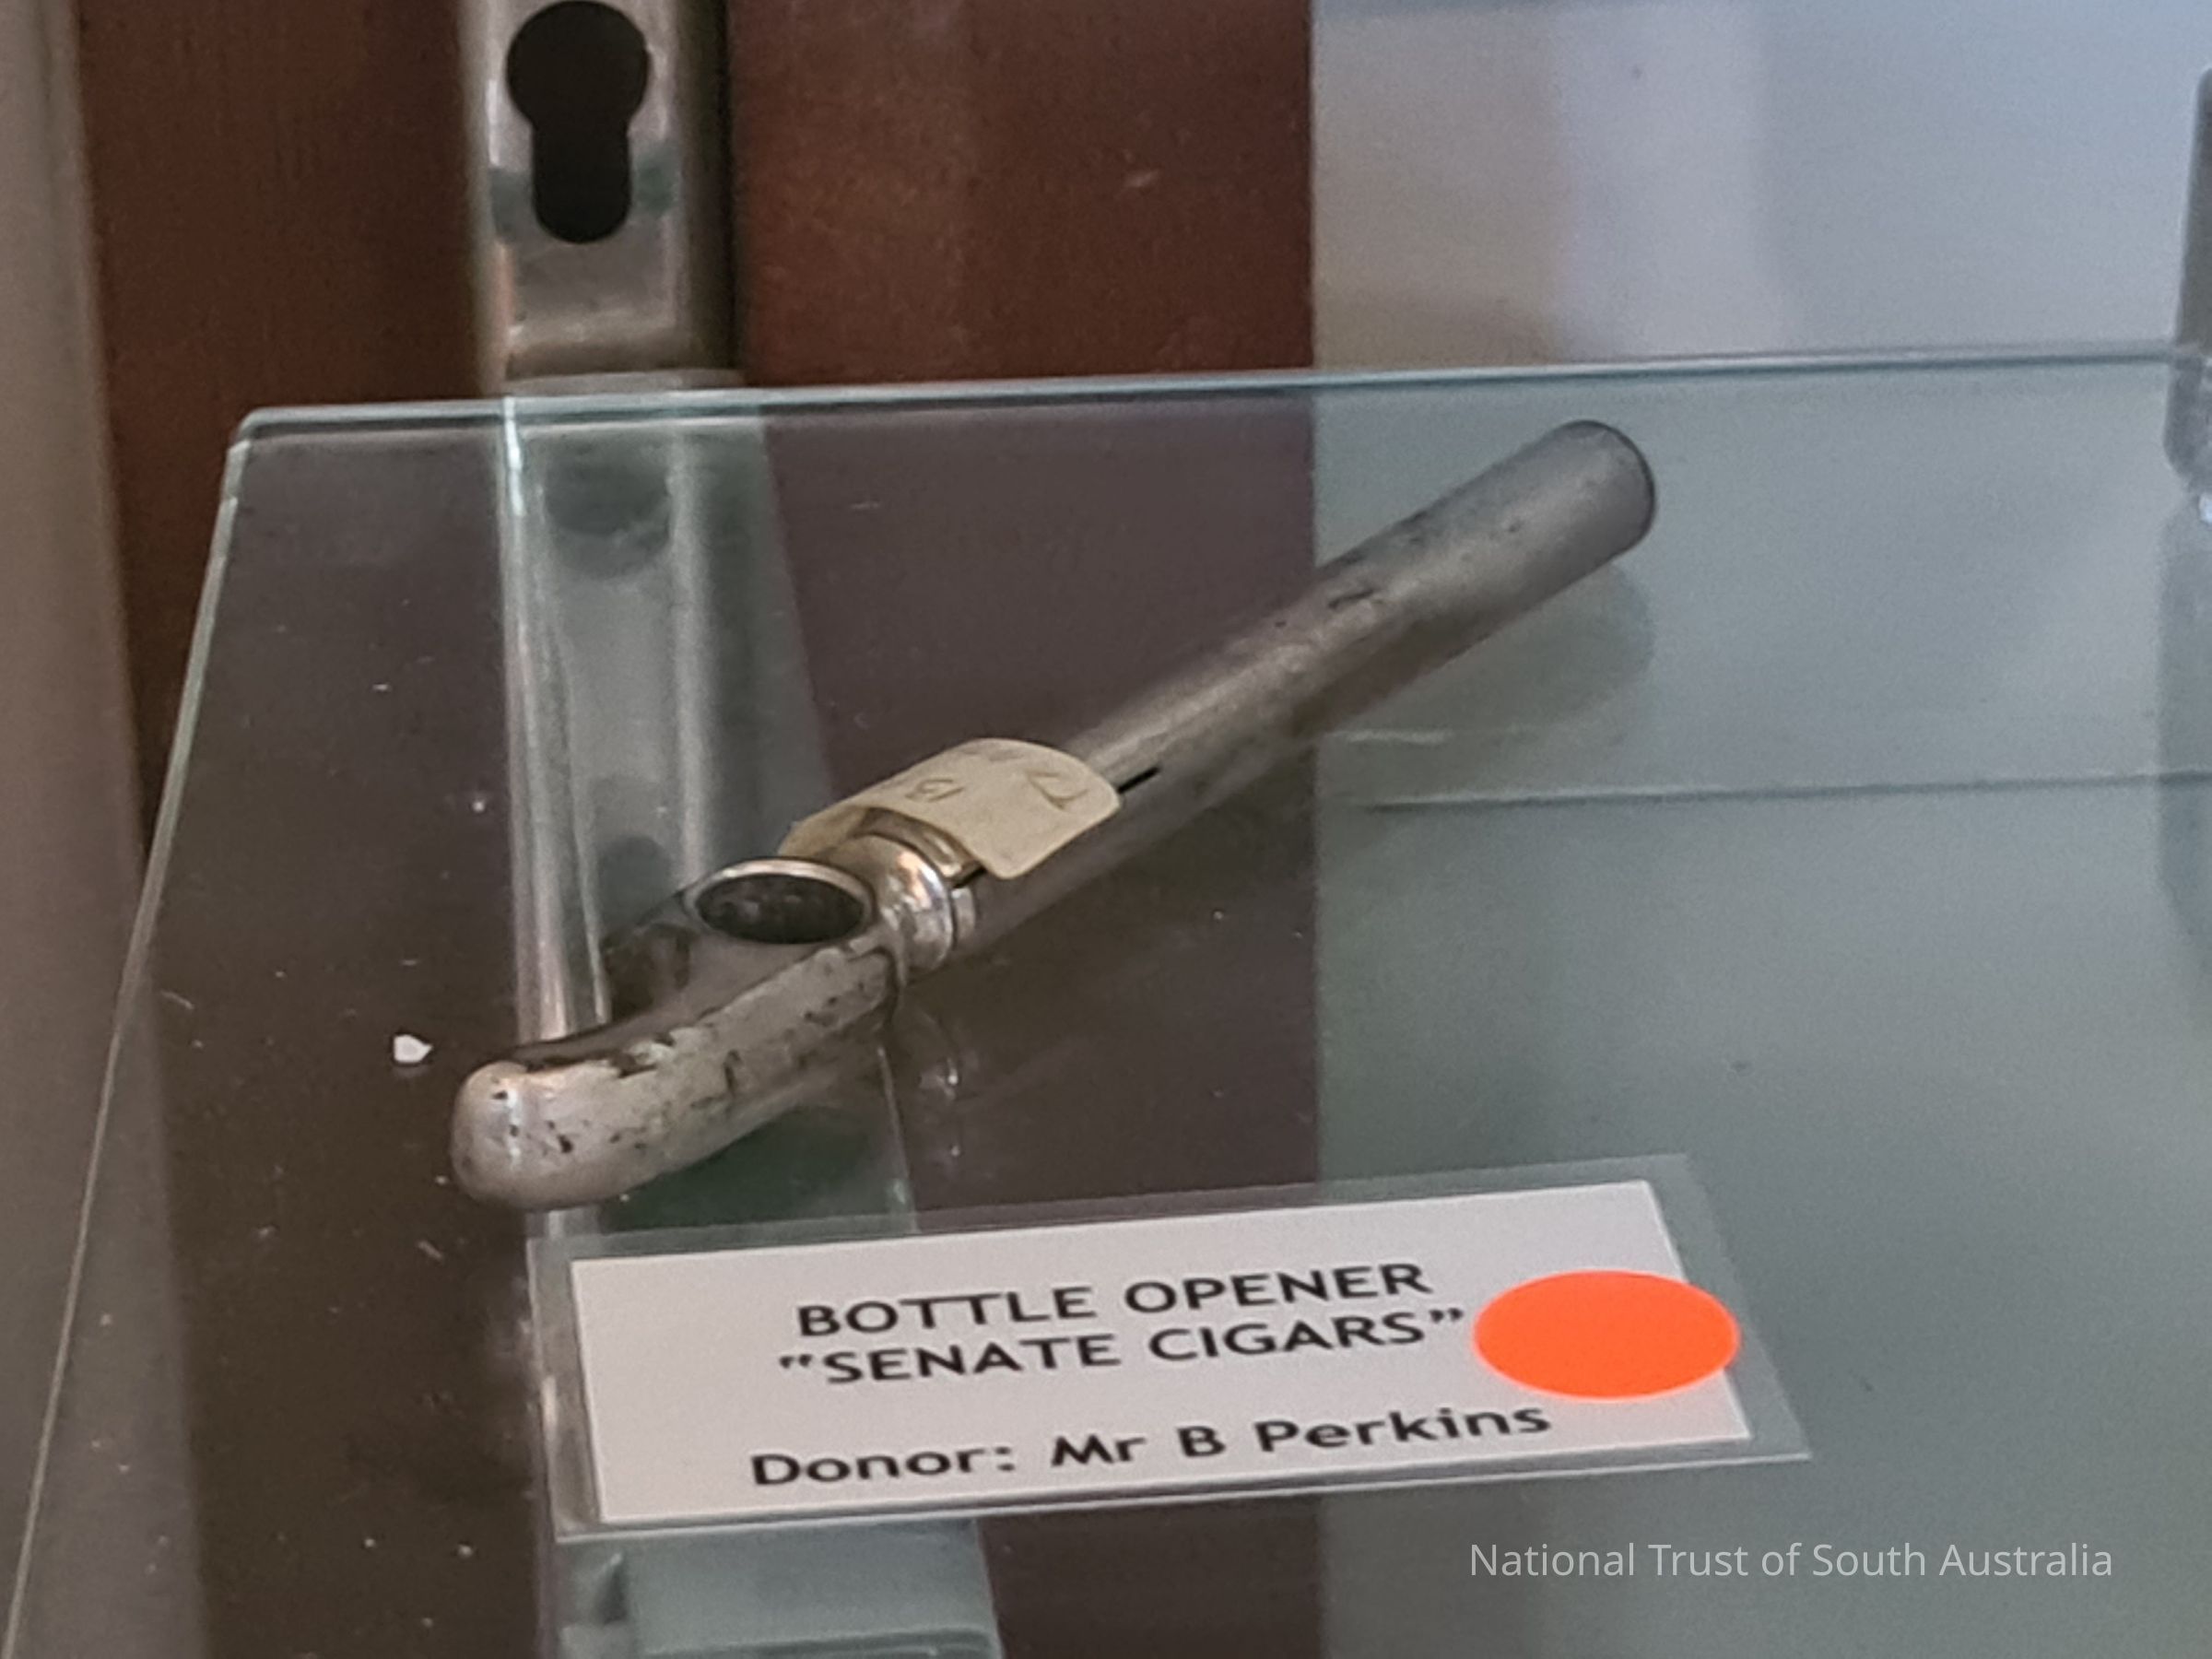 BOTTLE OPENER
"SENATE CIGARS"
Donor: Mr B Perkins
National Trust of South Australia